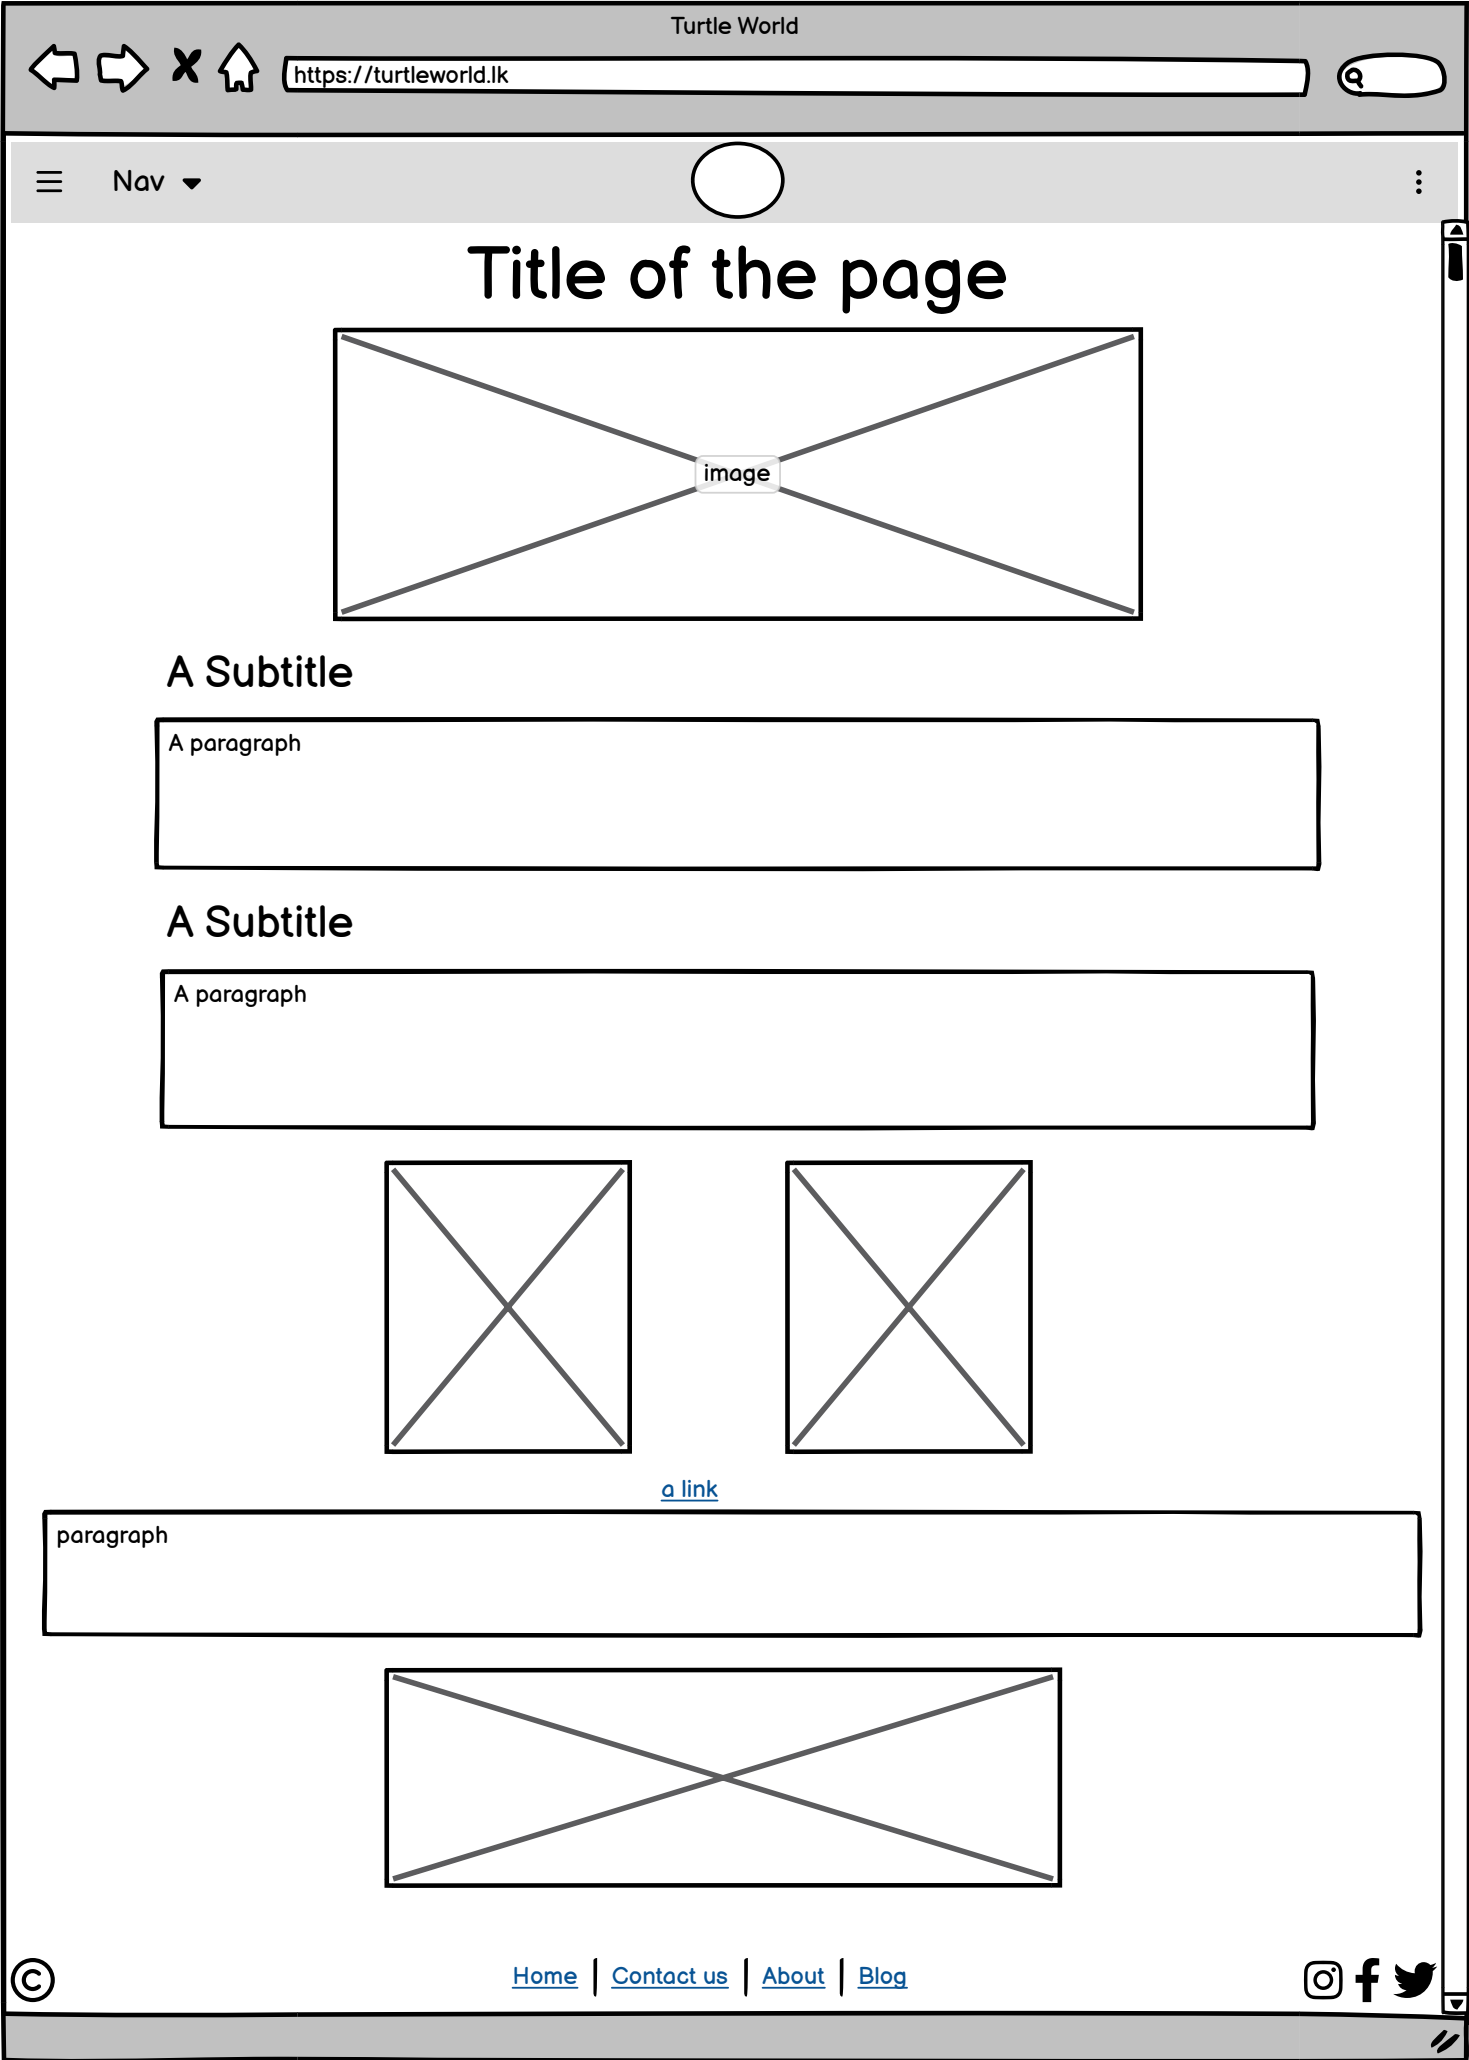 Turtle World
https://turtleworld.lk
Nav
Title of the page
image
A Subtitle
A paragraph
A Subtitle
A paragraph
a link
paragraph
© Home | Contact us | About | Blog